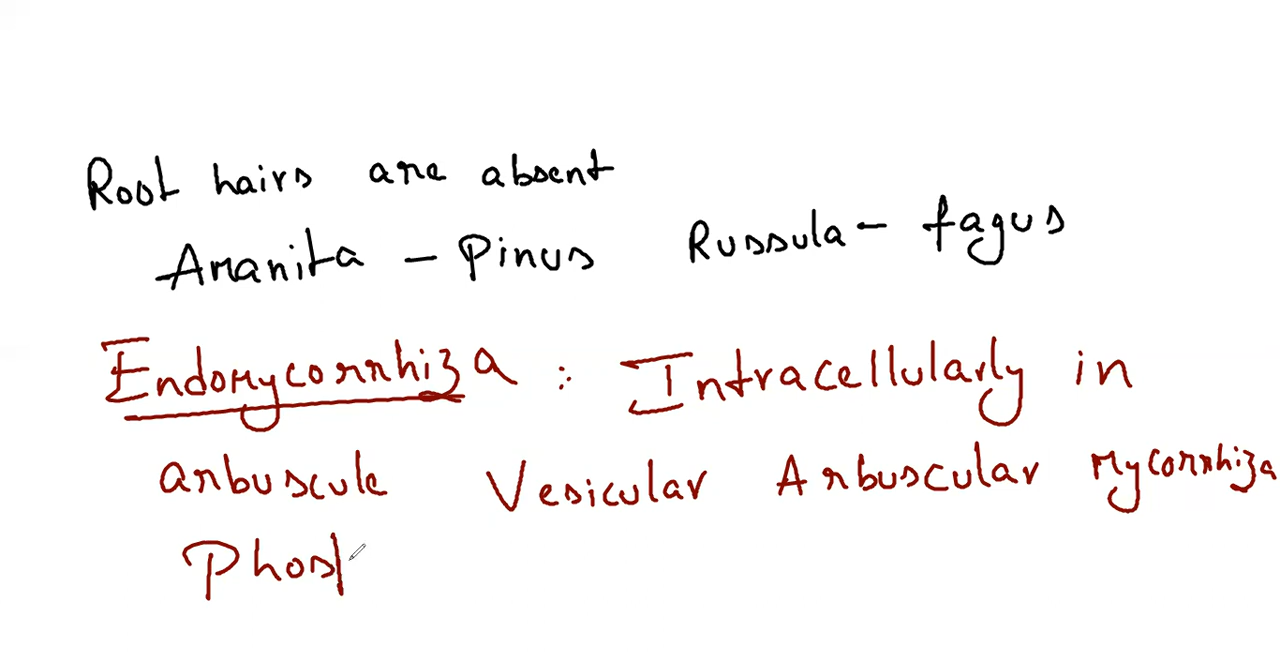 Root hairs are absent
Amanita - Pinus Russula - fagus
Endomycorrhiza : Intracellularly in
arbuscule Vesicular Arbuscular Mycorrhiza
Phos